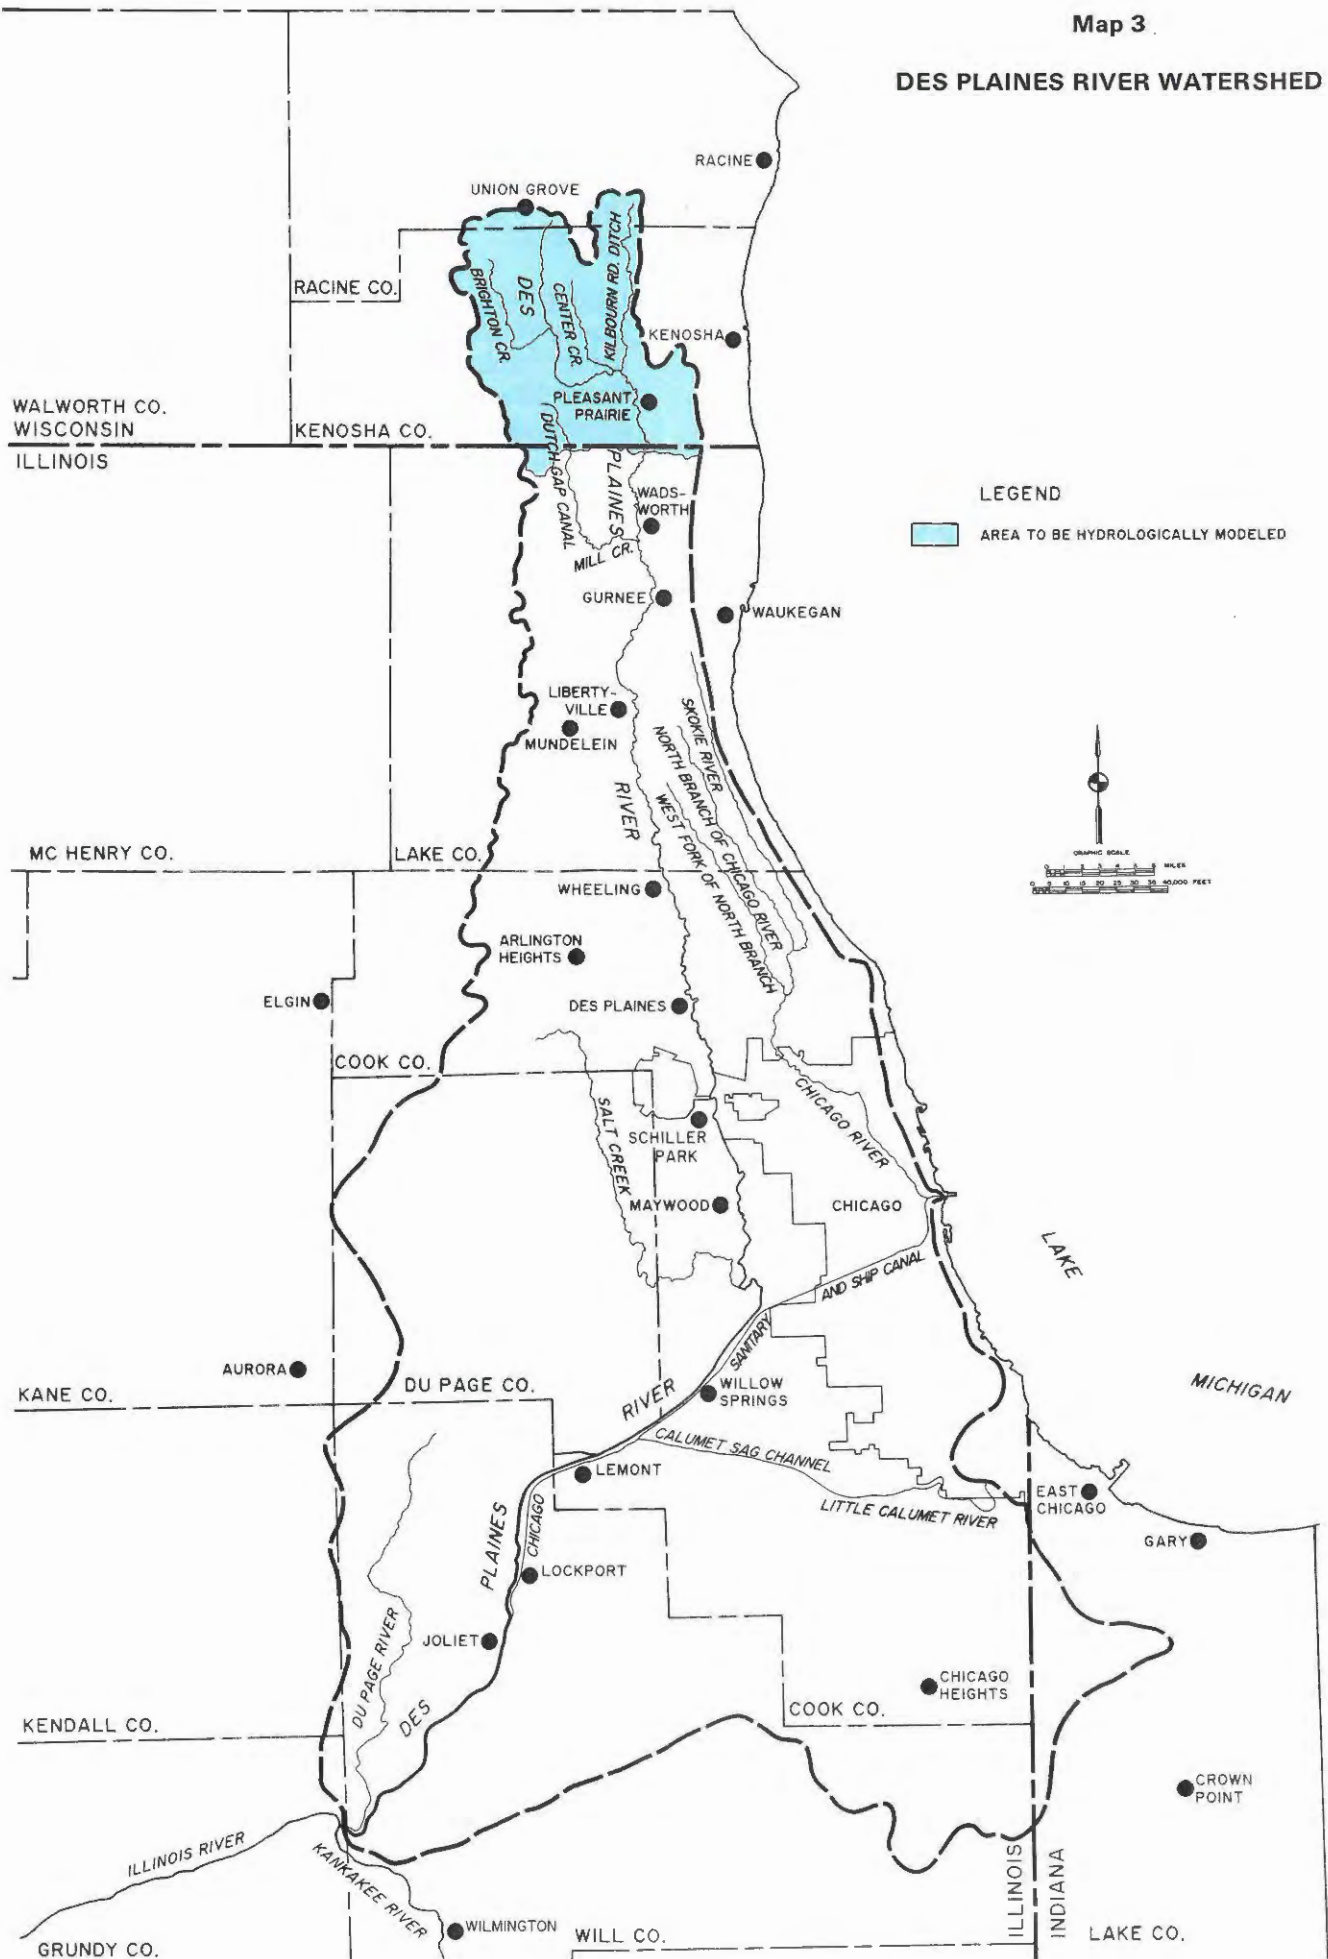 Map 3
DES PLAINES RIVER WATERSHED
RACINE
UNION GROVE
RACINE CO.
BRIGHTON CR.
DES
CENTER CR.
KILBOURN RD. DITCH
KENOSHA
PLEASANT
PRAIRIE
WALWORTH CO.
WISCONSIN
KENOSHA CO.
ILLINOIS
DUTCH GAP CANAL
PLAINES
WADS-
WORTH
MILL CR.
LEGEND
AREA TO BE HYDROLOGICALLY MODELED
GURNEE
WAUKEGAN
LIBERTY-
VILLE
MUNDELEIN
SKOKIE RIVER
NORTH BRANCH OF CHICAGO RIVER
WEST FORK OF NORTH BRANCH
RIVER
MC HENRY CO.
LAKE CO.
GRAPHIC SCALE
MILES
40,000 FEET
WHEELING
ARLINGTON
HEIGHTS
ELGIN
DES PLAINES
COOK CO.
SALT CREEK
CHICAGO RIVER
SCHILLER
PARK
MAYWOOD
CHICAGO
LAKE
AND SHIP CANAL
SANITARY
AURORA
KANE CO.
DU PAGE CO.
RIVER
WILLOW
SPRINGS
MICHIGAN
CALUMET SAG CHANNEL
LEMONT
LITTLE CALUMET RIVER
EAST
CHICAGO
GARY
PLAINES
CHICAGO
LOCKPORT
JOLIET
DU PAGE RIVER
DES
CHICAGO
HEIGHTS
KENDALL CO.
COOK CO.
CROWN
POINT
ILLINOIS RIVER
KANKAKEE RIVER
WILMINGTON
ILLINOIS
INDIANA
GRUNDY CO.
WILL CO.
LAKE CO.